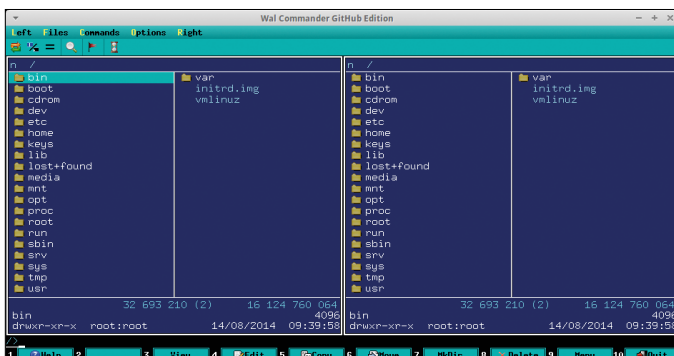 Wal Commander GitHub Edition
Left Files Commands Options Right
n /
bin
boot
cdrom
dev
etc
home
keys
lib
lost+found
media
mnt
opt
proc
root
run
sbin
srv
sys
tmp
usr
var
initrd.img
vmlinuz
32 693 210 (2) 16 124 760 064
bin 4096
drwxr-xr-x root:root 14/08/2014 09:39:58
n /
bin
boot
cdrom
dev
etc
home
keys
lib
lost+found
media
mnt
opt
proc
root
run
sbin
srv
sys
tmp
usr
var
initrd.img
vmlinuz
32 693 210 (2) 16 124 760 064
bin 4096
drwxr-xr-x root:root 14/08/2014 09:39:58
/>
1 Help 2 3 View 4 Edit 5 Copy 6 Move 7 MkDir 8 Delete 9 Menu 10 Quit